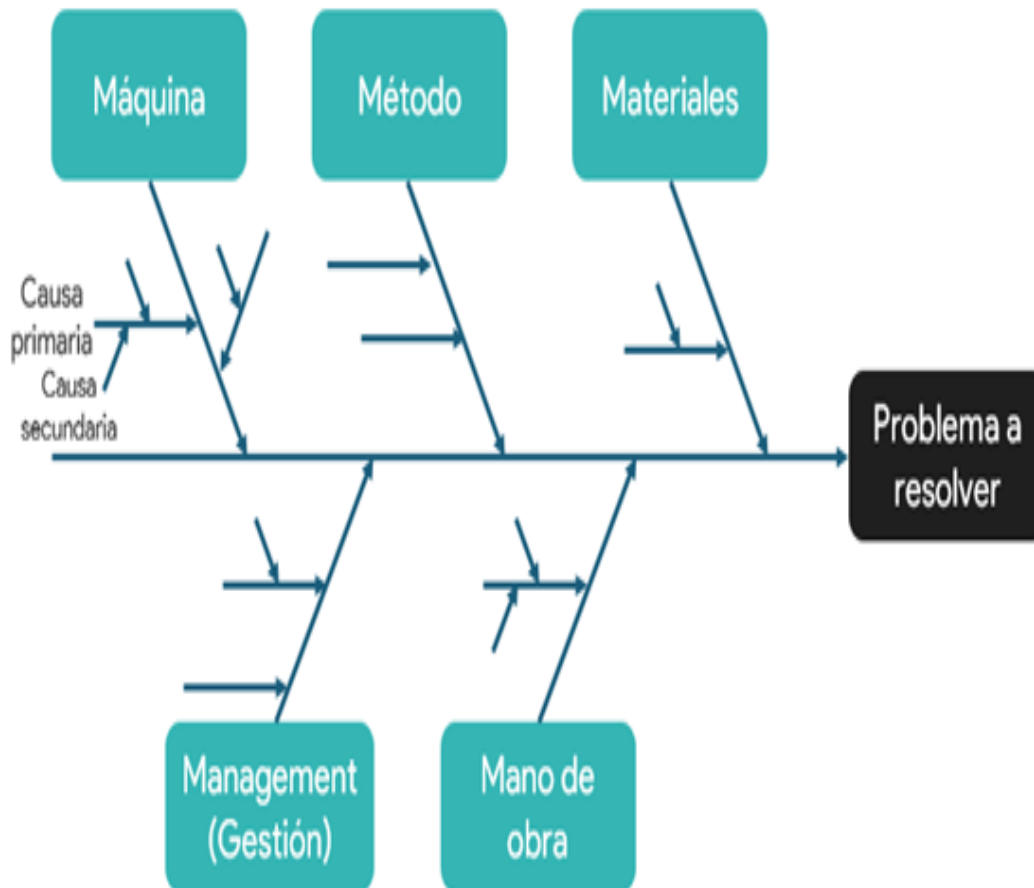 Máquina
Método
Materiales
Causa
primaria
Causa
secundaria
Problema a
resolver
Management
(Gestión)
Mano de
obra